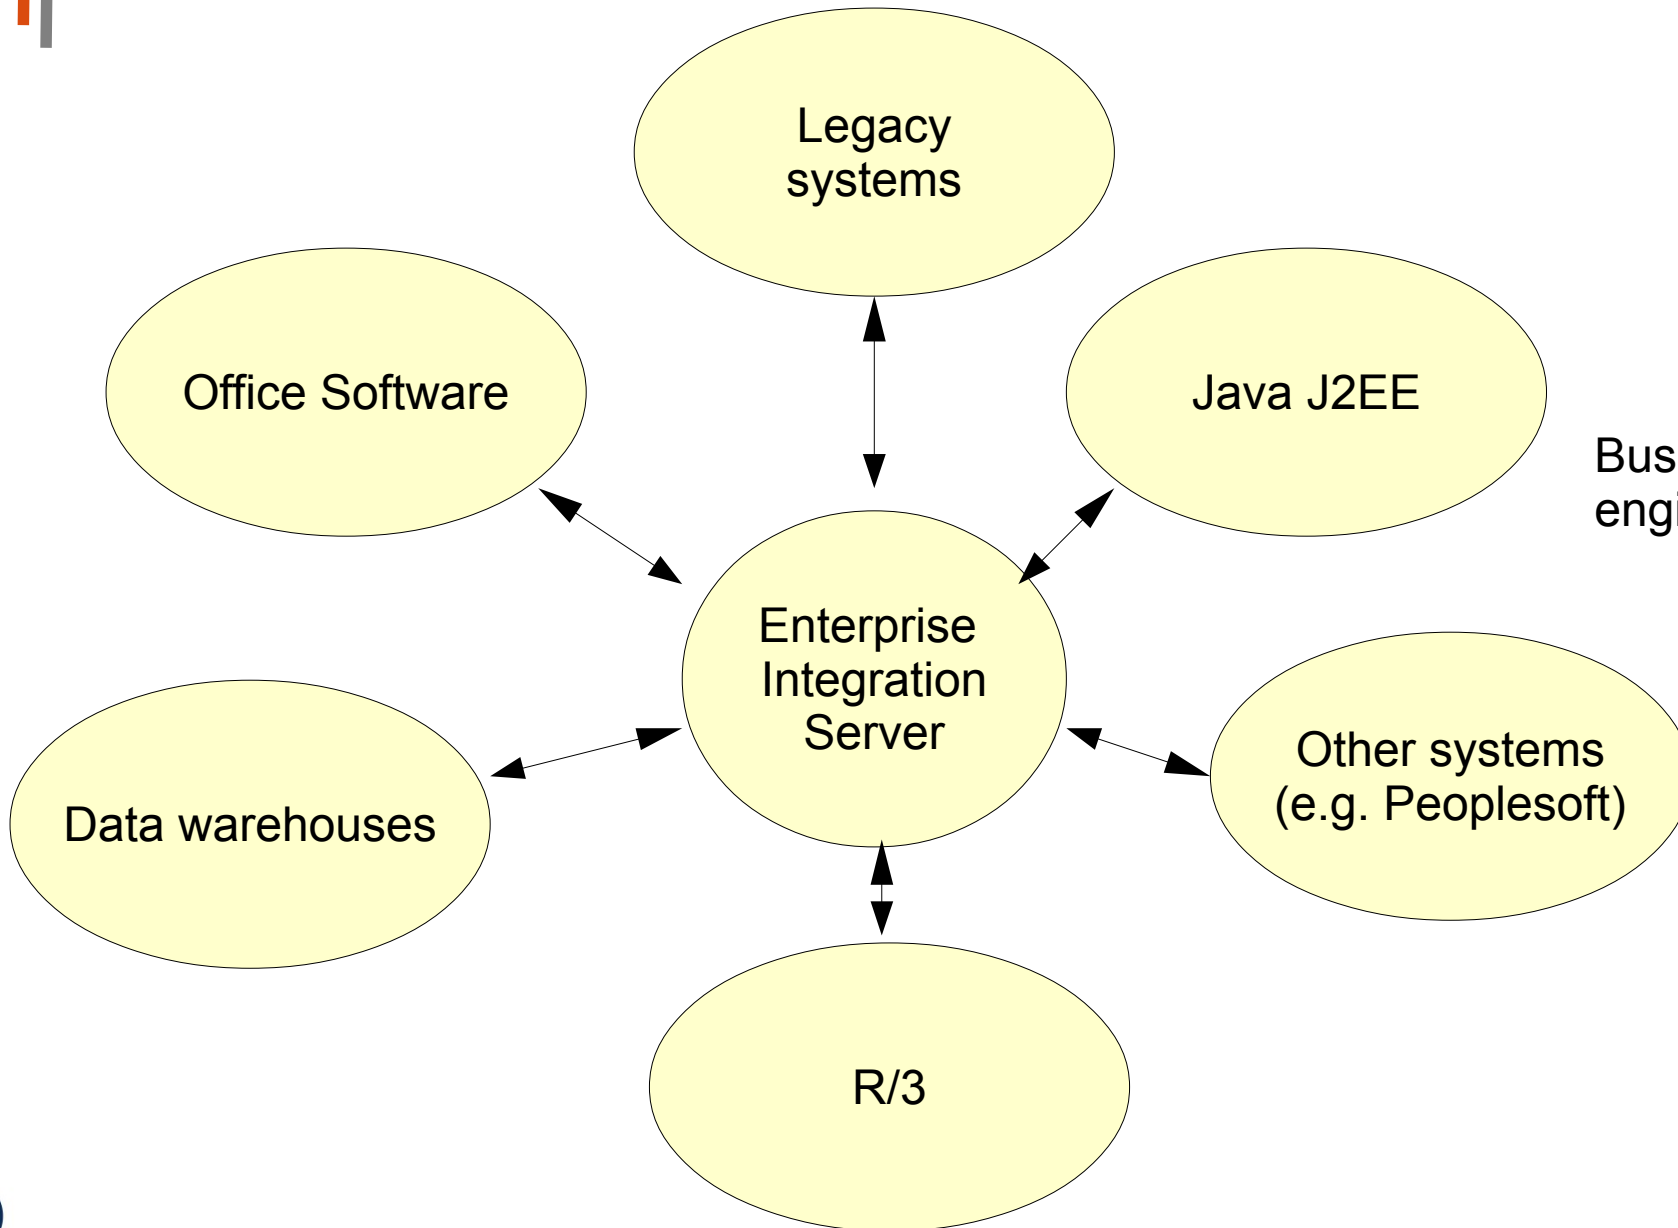 Legacy
systems
Office Software
Java J2EE
Enterprise
Integration
Server
Other systems
(e.g. Peoplesoft)
Data warehouses
R/3